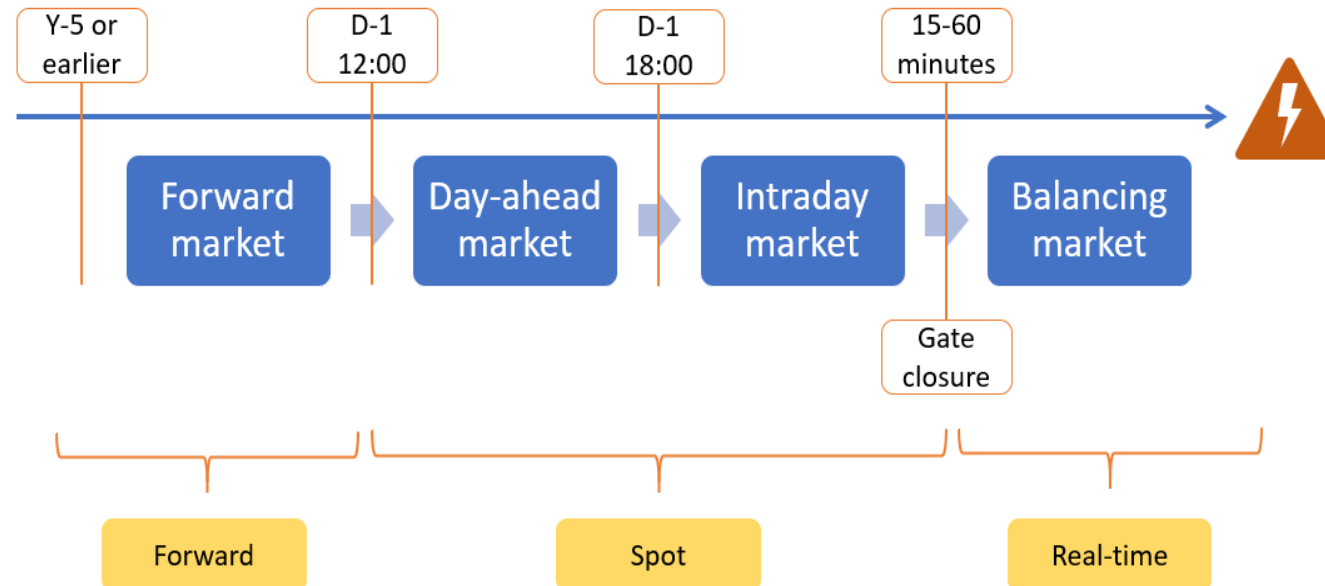 Y-5 or
earlier
D-1
12:00
D-1
18:00
15-60
minutes
Forward
market
Day-ahead
market
Intraday
market
Balancing
market
Gate
closure
Forward
Spot
Real-time